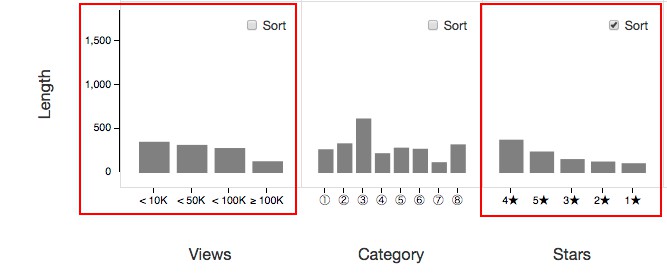 Sort
Sort
Sort
Length
1,500
1,000
500
0
< 10K < 50K < 100K ≥ 100K
① ② ③ ④ ⑤ ⑥ ⑦ ⑧
4★ 5★ 3★ 2★ 1★
Views
Category
Stars